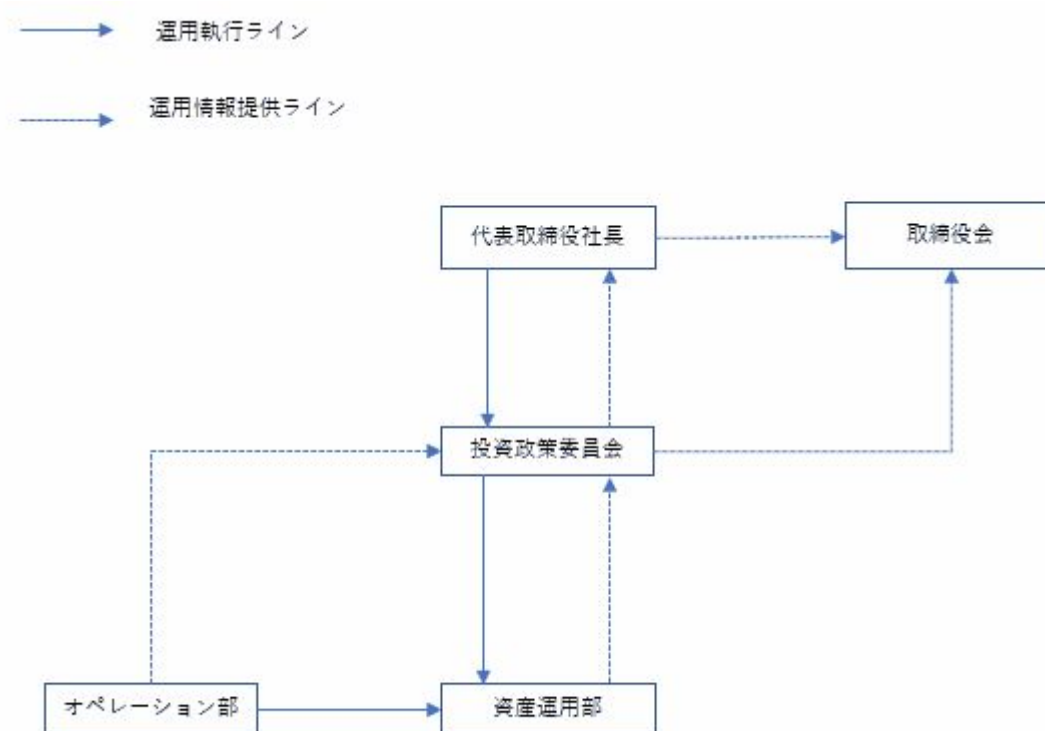 運用執行ライン
運用情報提供ライン
代表取締役社長
取締役会
投資政策委員会
オペレーション部
資産運用部